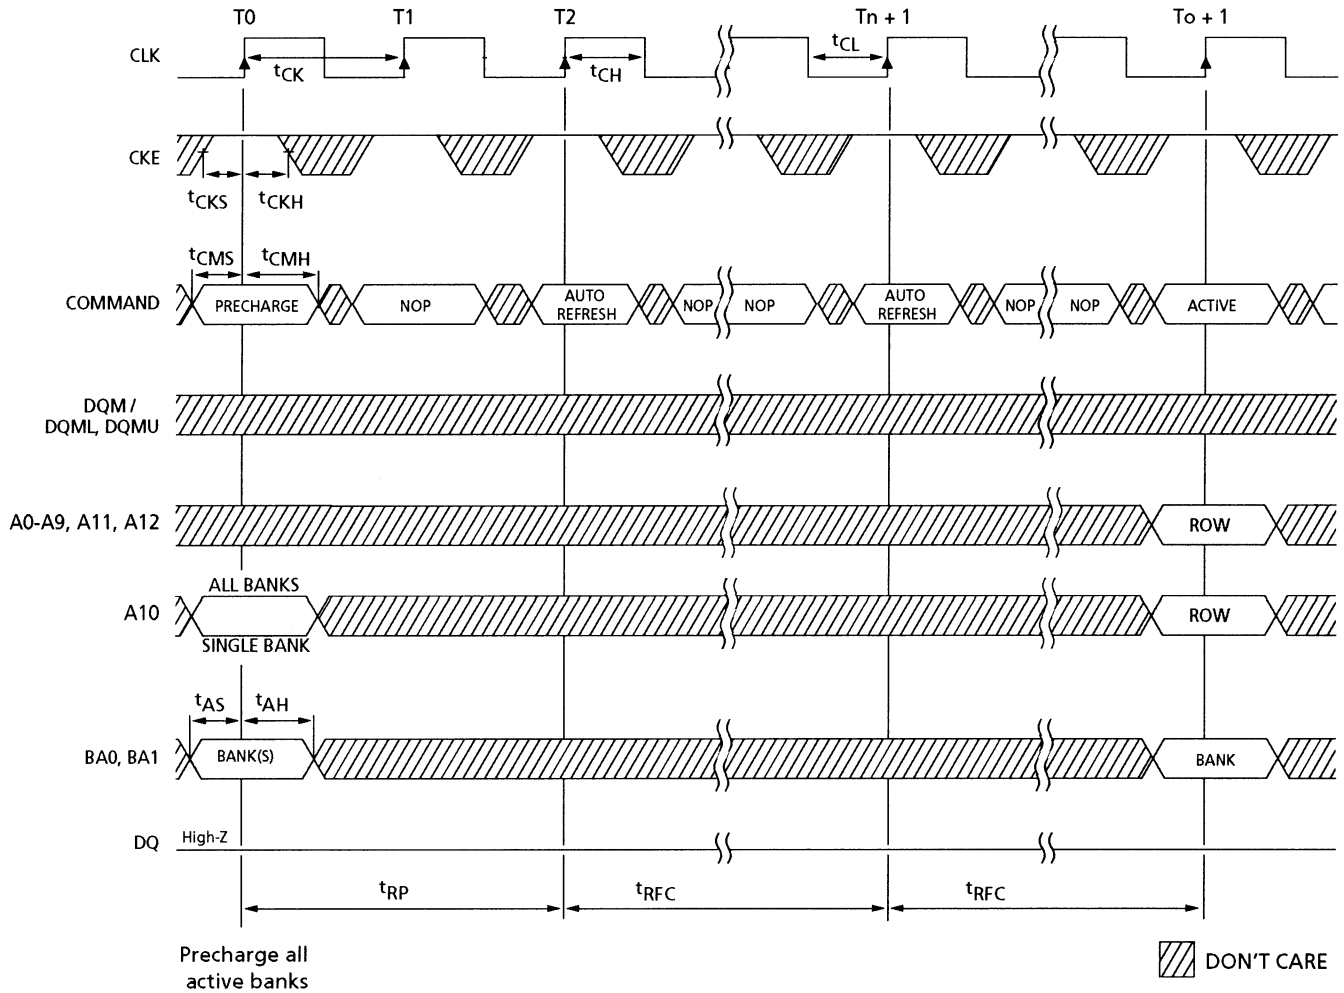 T0 T1 T2 Tn + 1 To + 1
CLK
tCK tCH tCL
CKE
tCKS tCKH
tCMS tCMH
COMMAND PRECHARGE NOP AUTO REFRESH NOP NOP AUTO REFRESH NOP NOP ACTIVE
DQM /
DQML, DQMU
A0-A9, A11, A12 ROW
ALL BANKS
A10 ROW
SINGLE BANK
tAS tAH
BA0, BA1 BANK(S) BANK
DQ High-Z
tRP tRFC tRFC
Precharge all
active banks
DON'T CARE